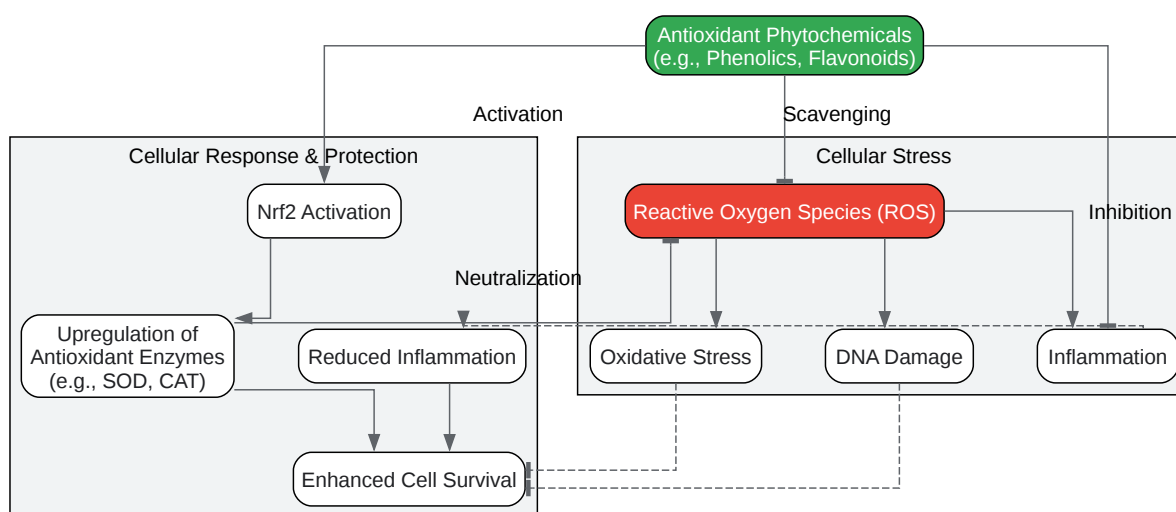 Antioxidant Phytochemicals
(e.g., Phenolics, Flavonoids)
Activation
Scavenging
Cellular Response & Protection
Cellular Stress
Nrf2 Activation
Reactive Oxygen Species (ROS)
Inhibition
Neutralization
Upregulation of
Antioxidant Enzymes
(e.g., SOD, CAT)
Reduced Inflammation
Oxidative Stress
DNA Damage
Inflammation
Enhanced Cell Survival